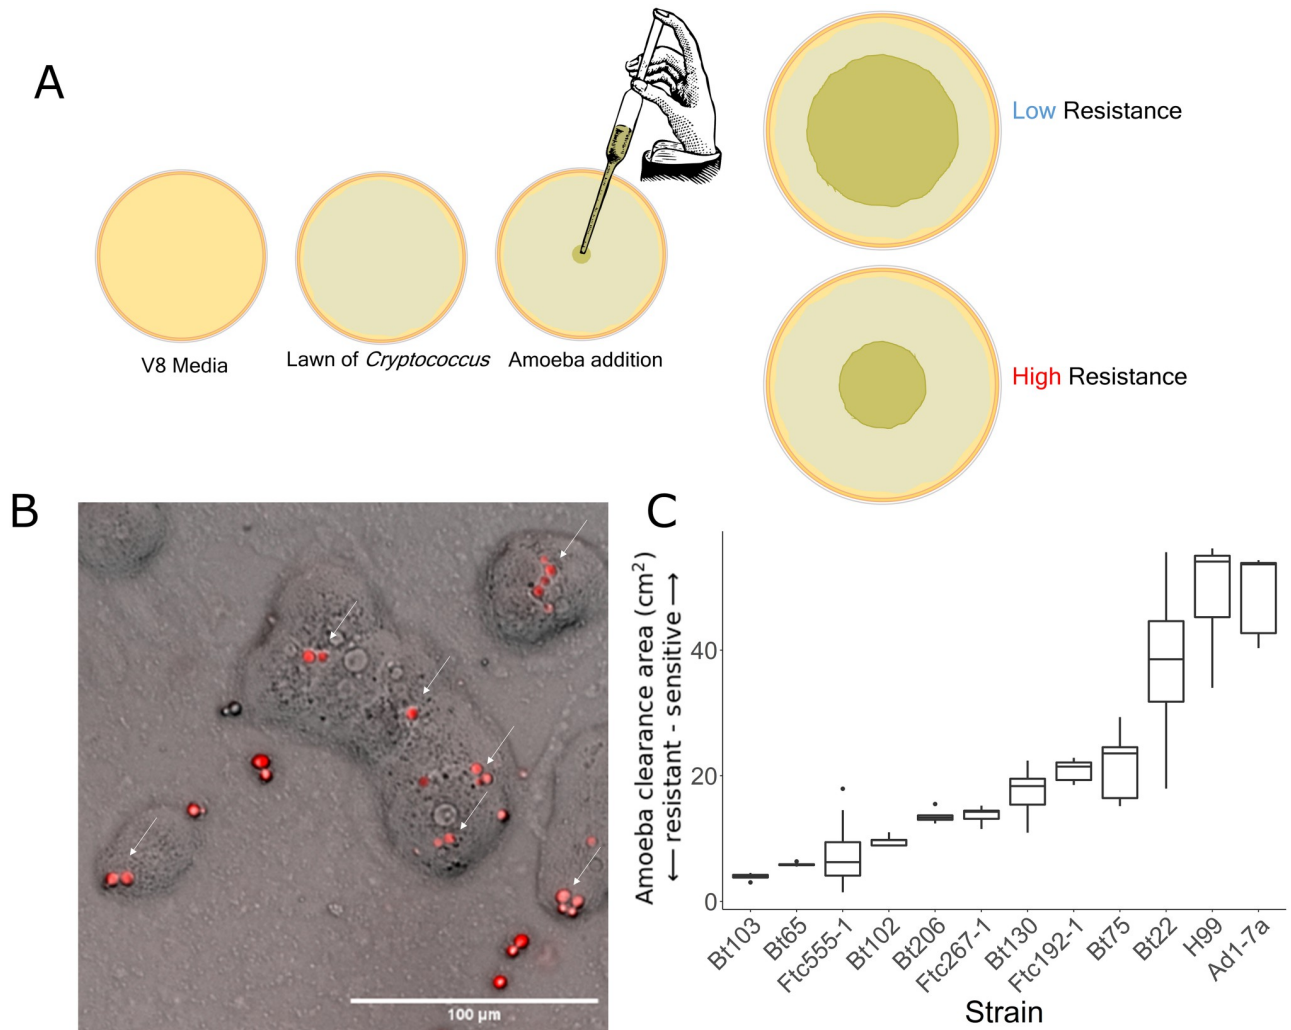 A
Low Resistance
V8 Media
Lawn of Cryptococcus
Amoeba addition
High Resistance
B
100 µm
C
Amoeba clearance area (cm²)
← resistant - sensitive →
40
20
0
Bt103
Bt65
Ftc555-1
Bt102
Bt206
Ftc267-1
Bt130
Ftc192-1
Bt75
Bt22
H99
Ad1-7a
Strain